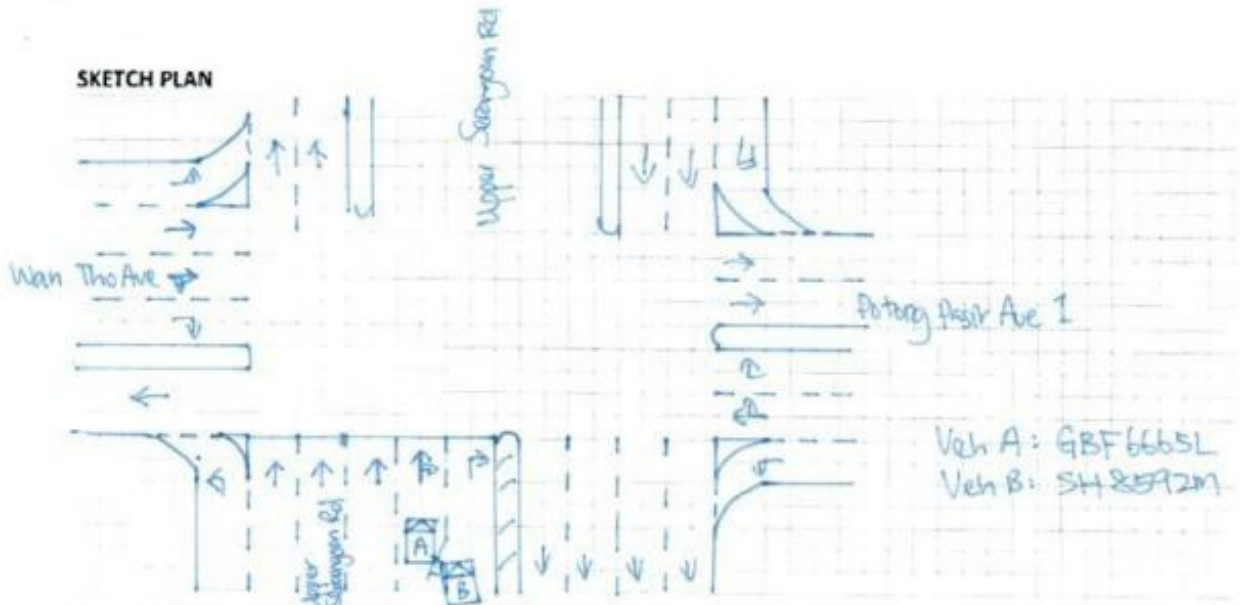 SKETCH PLAN
Upper Serangoon Rd
Wan Tho Ave
Potong Pasir Ave 1
Veh A: GBF6665L
Veh B: SH8592M
Upper Serangoon Rd
A
B